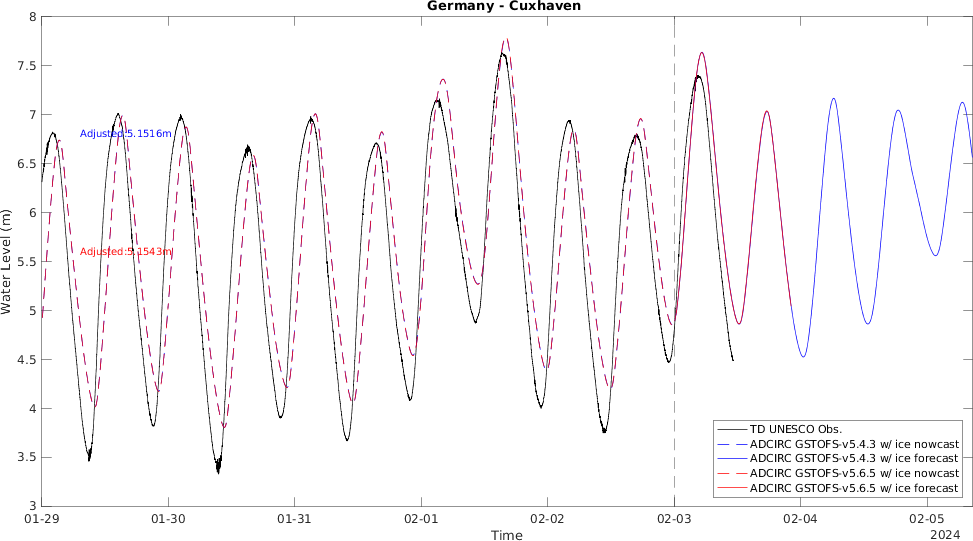 Germany - Cuxhaven
8
7.5
7
6.5
6
5.5
5
4.5
4
3.5
3
Water Level (m)
Adjusted:5.1516m
Adjusted:5.1543m
TD UNESCO Obs.
ADCIRC GSTOFS-v5.4.3 w/ ice nowcast
ADCIRC GSTOFS-v5.4.3 w/ ice forecast
ADCIRC GSTOFS-v5.6.5 w/ ice nowcast
ADCIRC GSTOFS-v5.6.5 w/ ice forecast
01-29 01-30 01-31 02-01 02-02 02-03 02-04 02-05
Time
2024